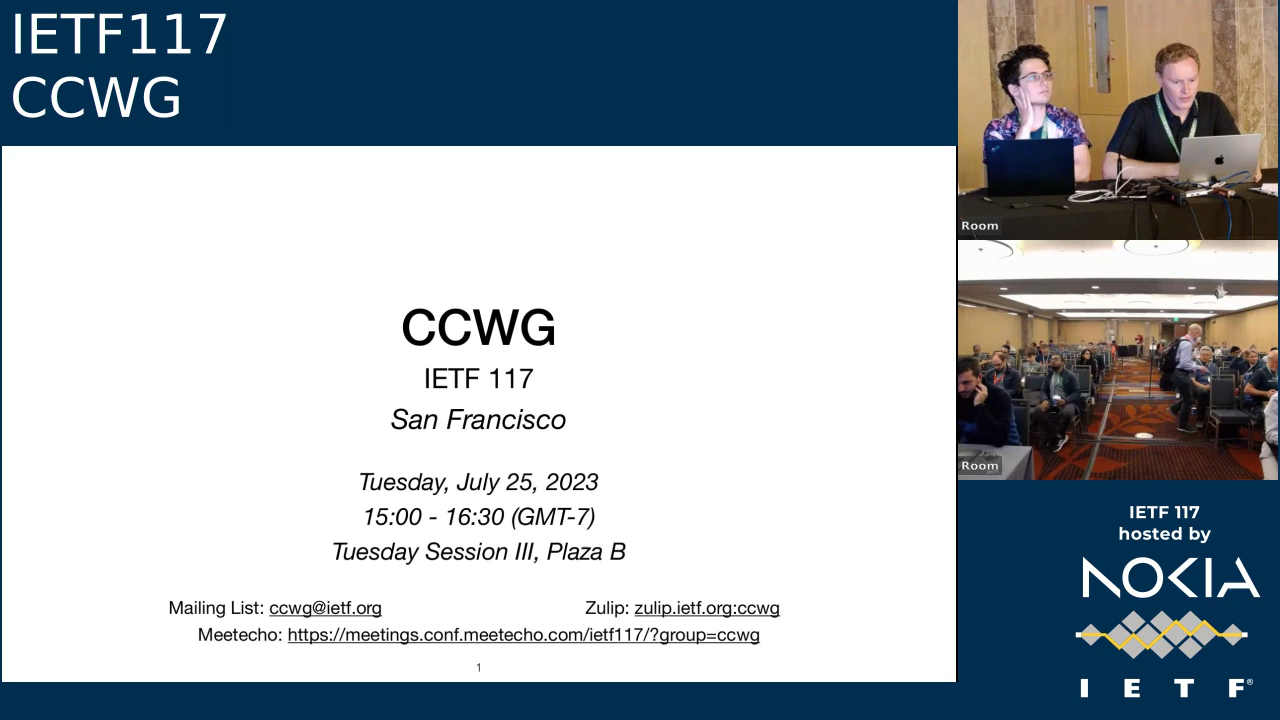 IETF117
CCWG
CCWG
IETF 117
San Francisco
Tuesday, July 25, 2023
15:00 - 16:30 (GMT-7)
Tuesday Session III, Plaza B
Mailing List: ccwg@ietf.org
Zulip: zulip.ietf.org:ccwg
Meetecho: https://meetings.conf.meetecho.com/ietf117/?group=ccwg
1
Room
Room
IETF 117
hosted by
NOKIA
I E T F®